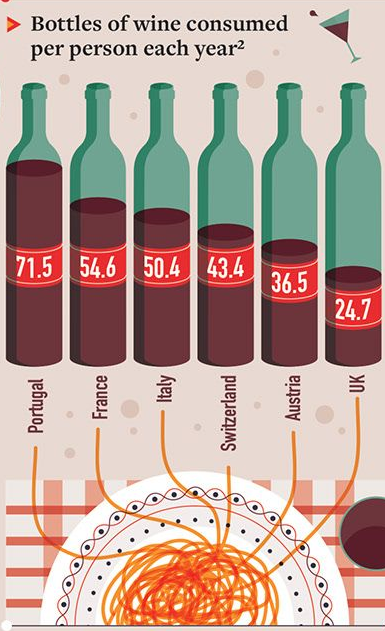 Bottles of wine consumed
per person each year²
71.5
54.6
50.4
43.4
36.5
24.7
Portugal
France
Italy
Switzerland
Austria
UK